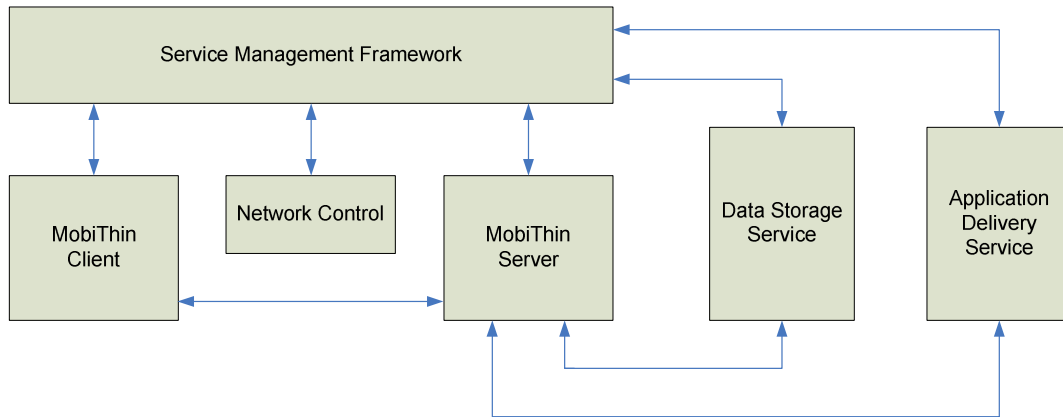 Service Management Framework
MobiThin
Client
Network Control
MobiThin
Server
Data Storage
Service
Application
Delivery
Service